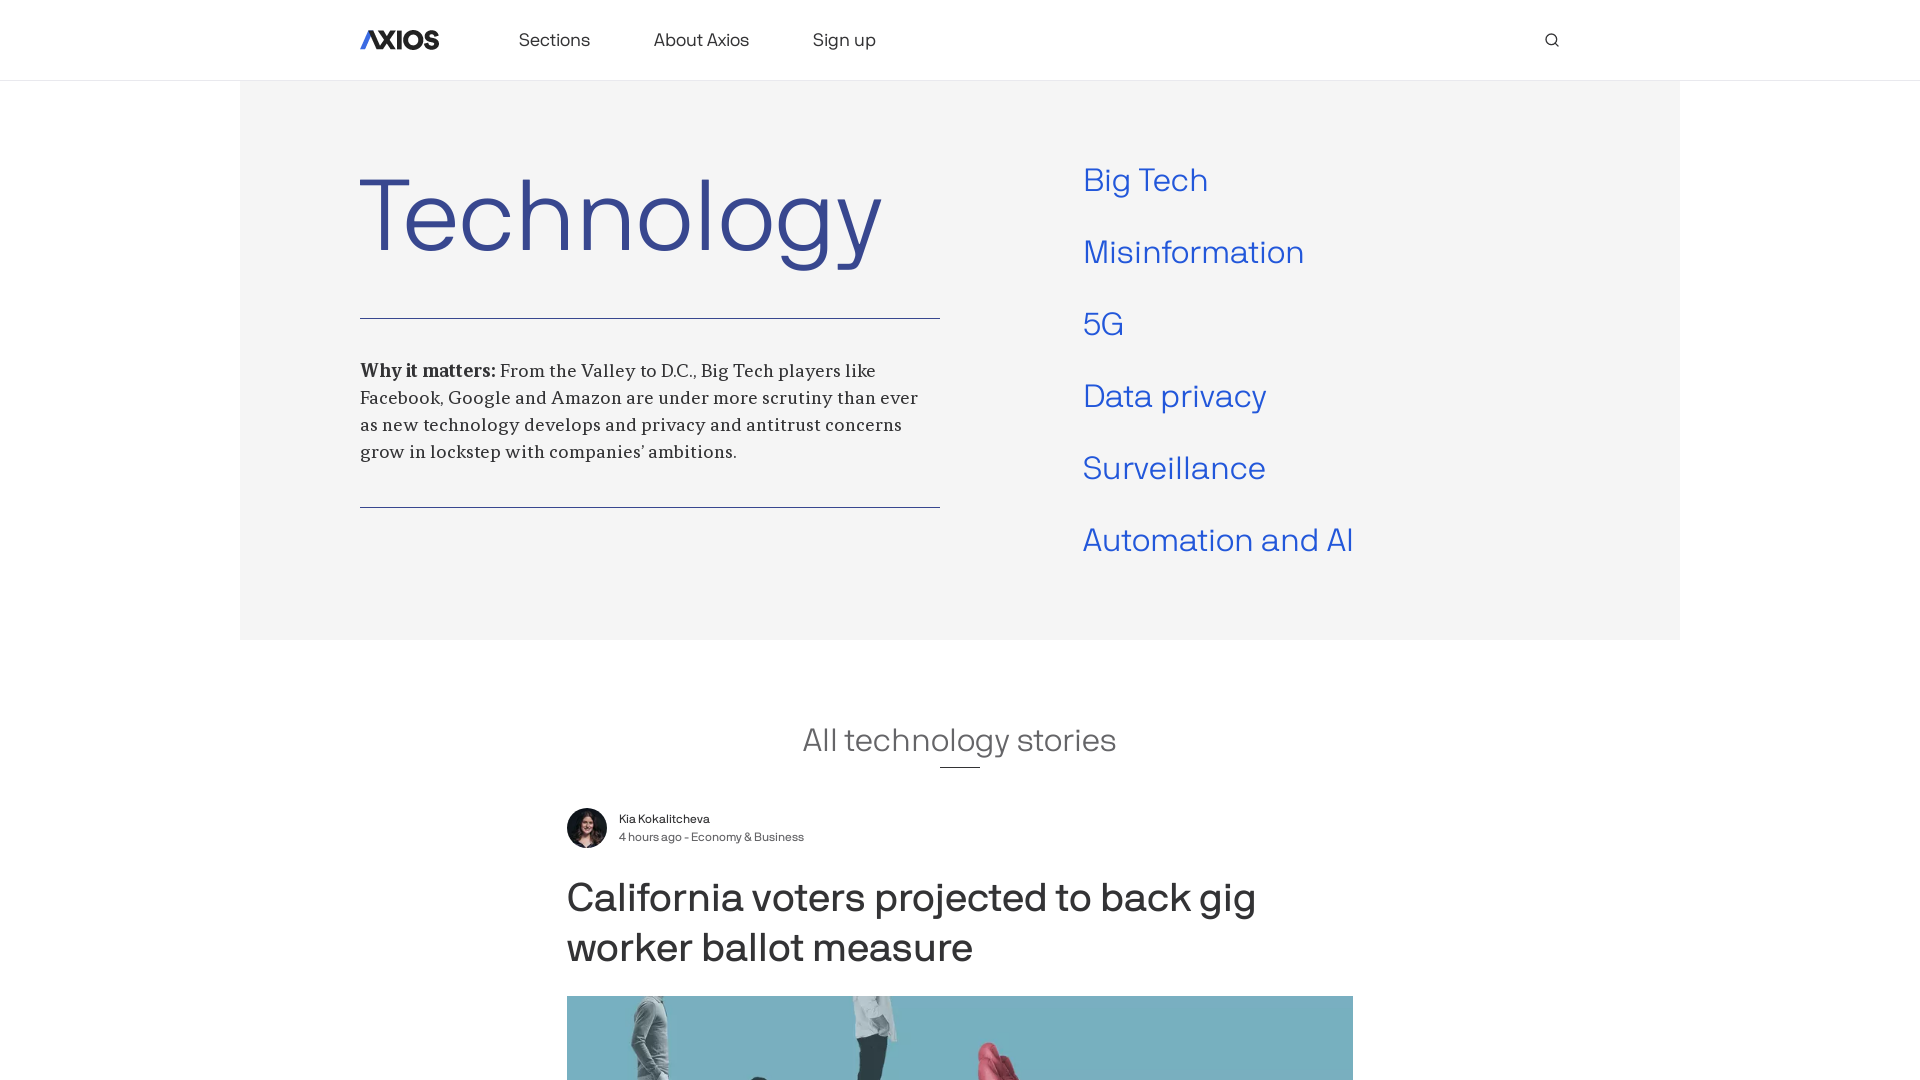 AXIOS
Sections
About Axios
Sign up
Technology
Why it matters: From the Valley to D.C., Big Tech players like
Facebook, Google and Amazon are under more scrutiny than ever
as new technology develops and privacy and antitrust concerns
grow in lockstep with companies’ ambitions.
Big Tech
Misinformation
5G
Data privacy
Surveillance
Automation and AI
All technology stories
Kia Kokalitcheva
4 hours ago - Economy & Business
California voters projected to back gig
worker ballot measure